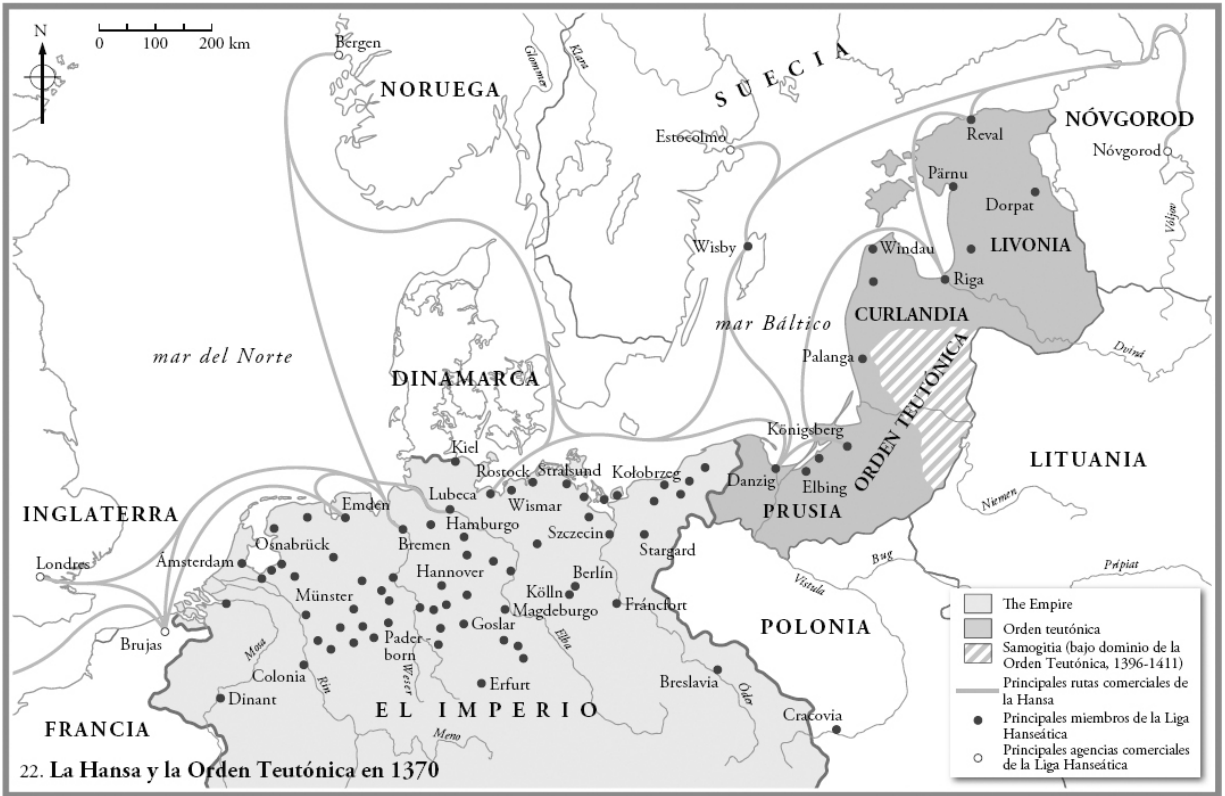 N
0 100 200 km
Bergen
NORUEGA
Glommer
Klara
SUECIA
Estocolmo
Reval
NÓVGOROD
Nóvgorod
Pärnu
Dorpat
Vóljov
Wisby
Windau
LIVONIA
Riga
mar del Norte
mar Báltico
CURLANDIA
Dviná
Palanga
DINAMARCA
ORDEN TEUTÓNICA
Königsberg
Kiel
Rostock
Stralsund
Kołobrzeg
LITUANIA
Danzig
Elbing
Niemen
Lubeca
Wismar
PRUSIA
INGLATERRA
Emden
Hamburgo
Bremen
Szczecin
Stargard
Osnabrück
Londres
Ámsterdam
Hannover
Berlín
Bug
Prípiat
Münster
Kölln
Magdeburgo
Fráncfort
Vístula
Brujas
Mosa
Pader-
born
Goslar
Elba
POLONIA
Colonia
Rin
Weser
Erfurt
Breslavia
Óder
Dinant
EL IMPERIO
Cracovia
FRANCIA
Meno
The Empire
Orden teutónica
Samogitia (bajo dominio de la
Orden Teutónica, 1396-1411)
Principales rutas comerciales de
la Hansa
Principales miembros de la Liga
Hanseática
Principales agencias comerciales
de la Liga Hanseática
22. La Hansa y la Orden Teutónica en 1370